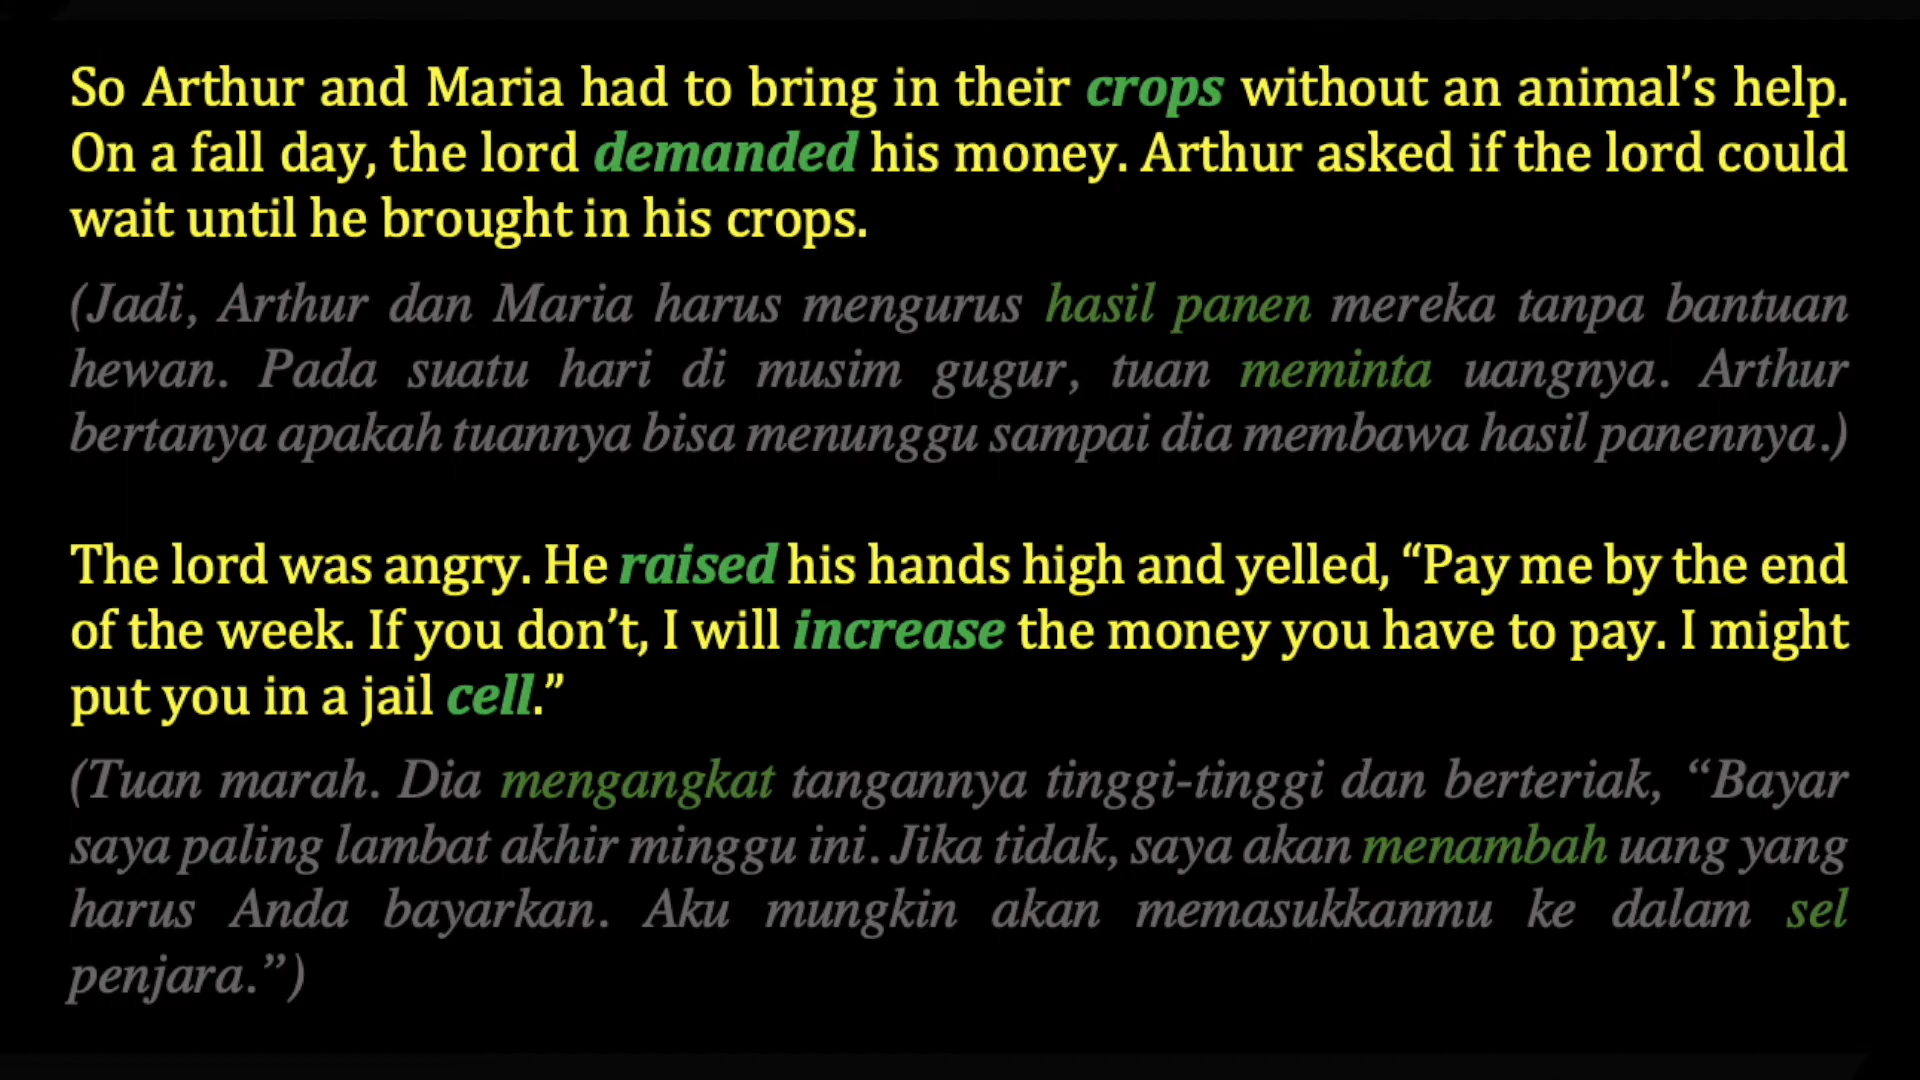 So Arthur and Maria had to bring in their crops without an animal’s help.
On a fall day, the lord demanded his money. Arthur asked if the lord could
wait until he brought in his crops.
(Jadi, Arthur dan Maria harus mengurus hasil panen mereka tanpa bantuan
hewan. Pada suatu hari di musim gugur, tuan meminta uangnya. Arthur
bertanya apakah tuannya bisa menunggu sampai dia membawa hasil panennya.)
The lord was angry. He raised his hands high and yelled, “Pay me by the end
of the week. If you don’t, I will increase the money you have to pay. I might
put you in a jail cell.”
(Tuan marah. Dia mengangkat tangannya tinggi-tinggi dan berteriak, “Bayar
saya paling lambat akhir minggu ini. Jika tidak, saya akan menambah uang yang
harus Anda bayarkan. Aku mungkin akan memasukkanmu ke dalam sel
penjara.”)